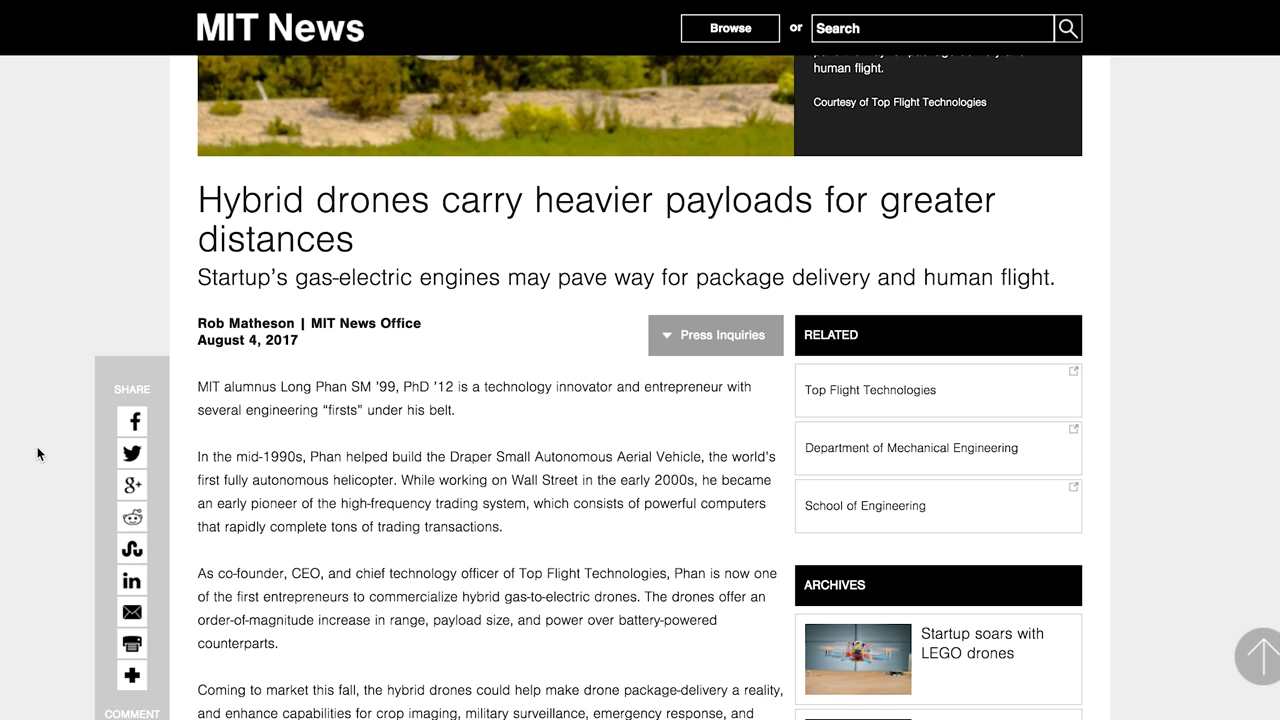 MIT News
Browse
or
Search
human flight.
Courtesy of Top Flight Technologies
Hybrid drones carry heavier payloads for greater
distances
Startup's gas-electric engines may pave way for package delivery and human flight.
Rob Matheson | MIT News Office
August 4, 2017
Press Inquiries
MIT alumnus Long Phan SM ’99, PhD ’12 is a technology innovator and entrepreneur with
several engineering “firsts” under his belt.
In the mid-1990s, Phan helped build the Draper Small Autonomous Aerial Vehicle, the world’s
first fully autonomous helicopter. While working on Wall Street in the early 2000s, he became
an early pioneer of the high-frequency trading system, which consists of powerful computers
that rapidly complete tons of trading transactions.
As co-founder, CEO, and chief technology officer of Top Flight Technologies, Phan is now one
of the first entrepreneurs to commercialize hybrid gas-to-electric drones. The drones offer an
order-of-magnitude increase in range, payload size, and power over battery-powered
counterparts.
Coming to market this fall, the hybrid drones could help make drone package-delivery a reality,
and enhance capabilities for crop imaging, military surveillance, emergency response, and
RELATED
Top Flight Technologies
Department of Mechanical Engineering
School of Engineering
ARCHIVES
Startup soars with
LEGO drones
SHARE
COMMENT